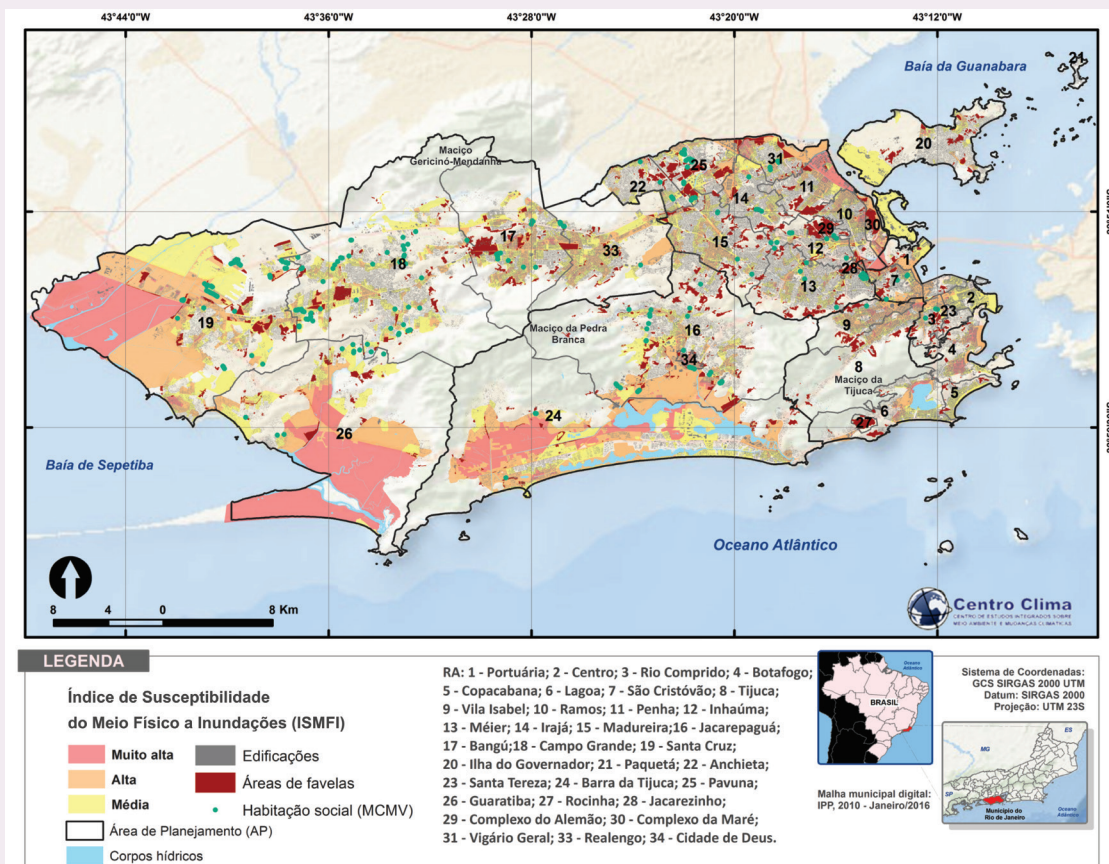 43°44'0"W 43°36'0"W 43°28'0"W 43°20'0"W 43°12'0"W
Baía da Guanabara
21
20
Maciço
Gericinó-Mendanha
31
25
22
11
14
10
30
29
17
15
12
33
18
1
28
7
13
2
19
23
3
16
9
Maciço da Pedra
Branca
4
34
8
Maciço da
Tijuca
5
6
24
27
26
Baía de Sepetiba
Oceano Atlântico
8 4 0 8 Km
Centro Clima
CENTRO DE ESTUDOS INTEGRADOS SOBRE
MEIO AMBIENTE E MUDANÇAS CLIMÁTICAS
LEGENDA
Índice de Susceptibilidade
do Meio Físico a Inundações (ISMFI)
Muito alta
Alta
Média
Área de Planejamento (AP)
Corpos hídricos
Edificações
Áreas de favelas
Habitação social (MCMV)
RA: 1 - Portuária; 2 - Centro; 3 - Rio Comprido; 4 - Botafogo;
5 - Copacabana; 6 - Lagoa; 7 - São Cristóvão; 8 - Tijuca;
9 - Vila Isabel; 10 - Ramos; 11 - Penha; 12 - Inhaúma;
13 - Méier; 14 - Irajá; 15 - Madureira;16 - Jacarepaguá;
17 - Bangú;18 - Campo Grande; 19 - Santa Cruz;
20 - Ilha do Governador; 21 - Paquetá; 22 - Anchieta;
23 - Santa Tereza; 24 - Barra da Tijuca; 25 - Pavuna;
26 - Guaratiba; 27 - Rocinha; 28 - Jacarezinho;
29 - Complexo do Alemão; 30 - Complexo da Maré;
31 - Vigário Geral; 33 - Realengo; 34 - Cidade de Deus.
Oceano
Atlântico
BRASIL
Malha municipal digital:
IPP, 2010 - Janeiro/2016
Sistema de Coordenadas:
GCS SIRGAS 2000 UTM
Datum: SIRGAS 2000
Projeção: UTM 23S
ES
MG
SP
Município do
Rio de Janeiro
Oceano
Atlântico